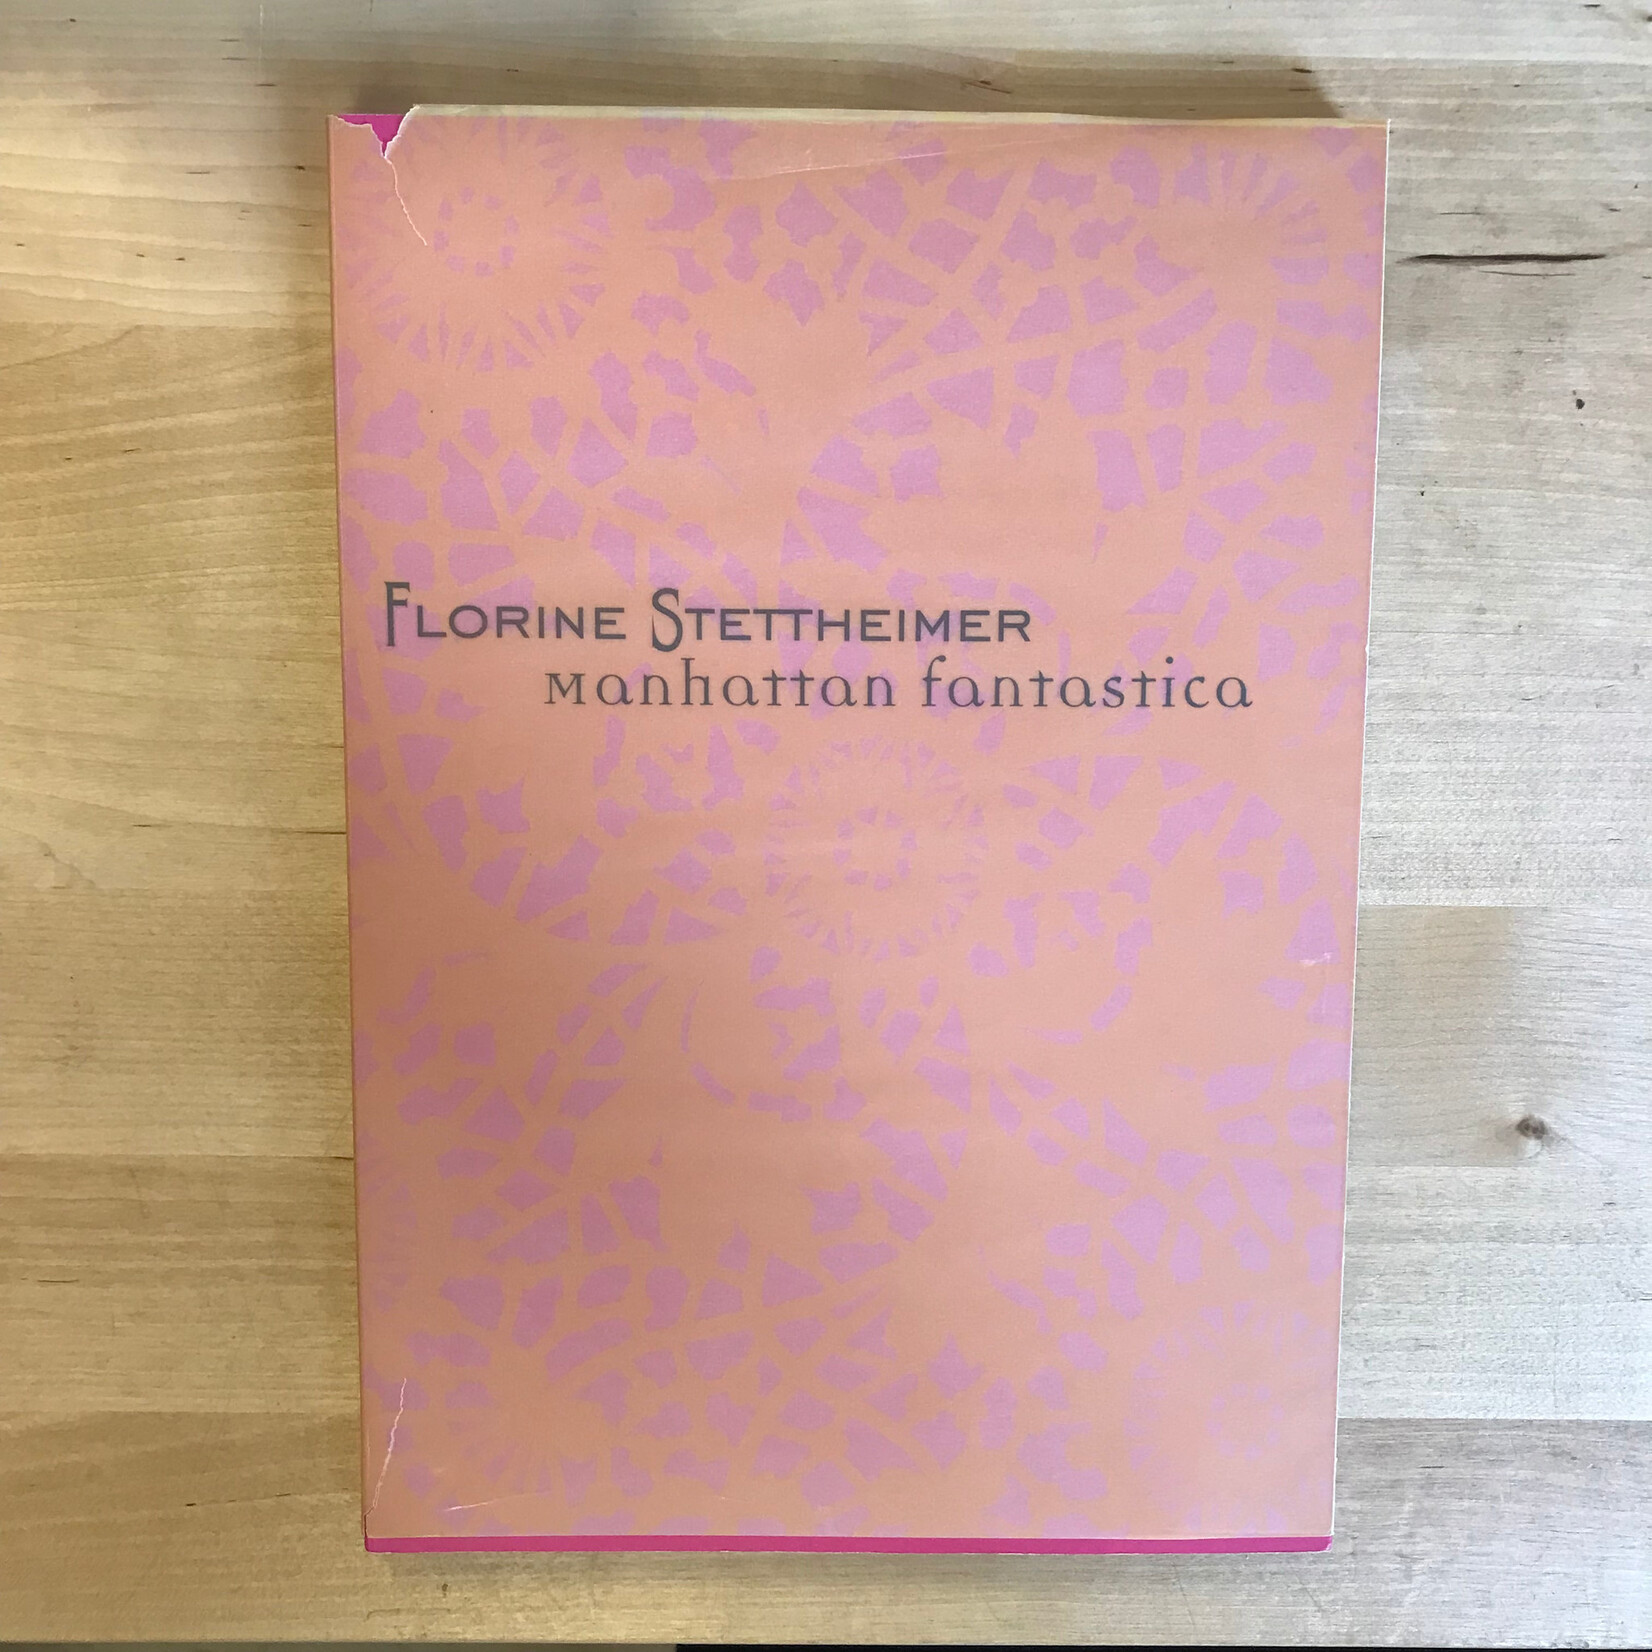 Florine Stettheimer
Manhattan fantastica